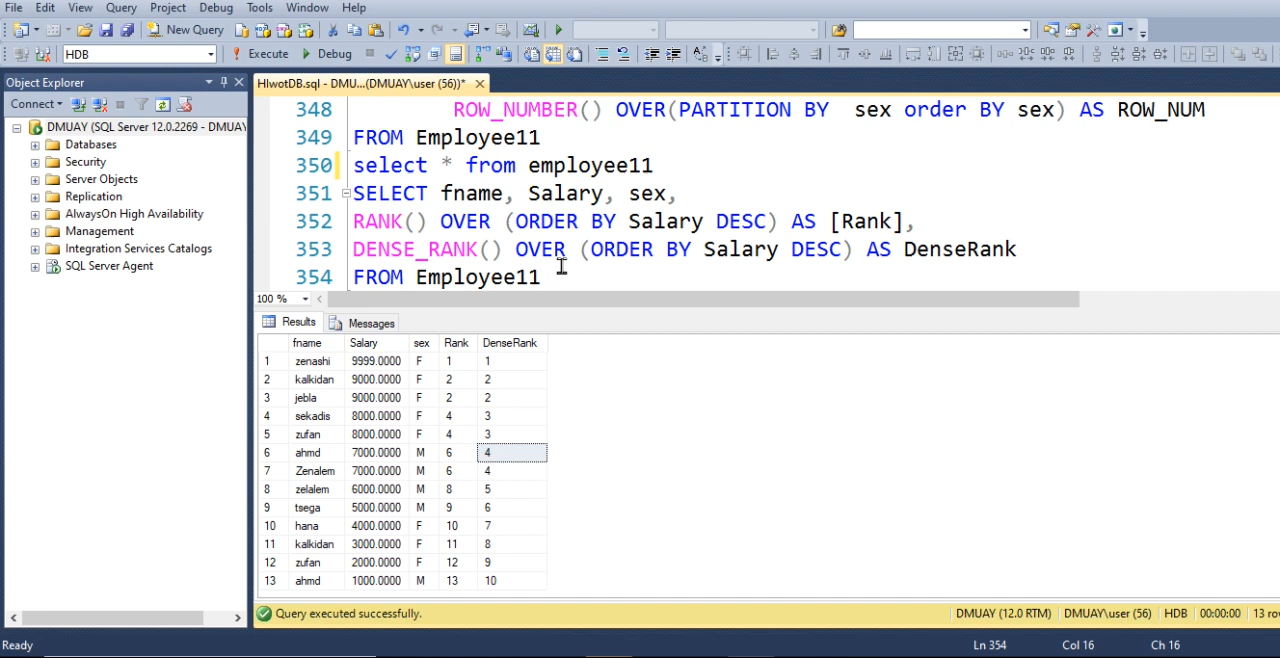 File Edit View Query Project Debug Tools Window Help
New Query
HDB Execute Debug
Object Explorer
Connect
DMUAY (SQL Server 12.0.2269 - DMUAY
Databases
Security
Server Objects
Replication
AlwaysOn High Availability
Management
Integration Services Catalogs
SQL Server Agent
HIwotDB.sql - DMU...(DMUAY\user (56))*
348 ROW_NUMBER() OVER(PARTITION BY sex order BY sex) AS ROW_NUM
349 FROM Employee11
350 select * from employee11
351 SELECT fname, Salary, sex,
352 RANK() OVER (ORDER BY Salary DESC) AS [Rank],
353 DENSE_RANK() OVER (ORDER BY Salary DESC) AS DenseRank
354 FROM Employee11
100 %
Results Messages
fname Salary sex Rank DenseRank
1 zenashi 9999.0000 F 1 1
2 kalkidan 9000.0000 F 2 2
3 jebla 9000.0000 F 2 2
4 sekadis 8000.0000 F 4 3
5 zufan 8000.0000 F 4 3
6 ahmd 7000.0000 M 6 4
7 Zenalem 7000.0000 M 6 4
8 zelalem 6000.0000 M 8 5
9 tsega 5000.0000 M 9 6
10 hana 4000.0000 F 10 7
11 kalkidan 3000.0000 F 11 8
12 zufan 2000.0000 F 12 9
13 ahmd 1000.0000 M 13 10
Query executed successfully. DMUAY (12.0 RTM) DMUAY\user (56) HDB 00:00:00 13 ro
Ready Ln 354 Col 16 Ch 16